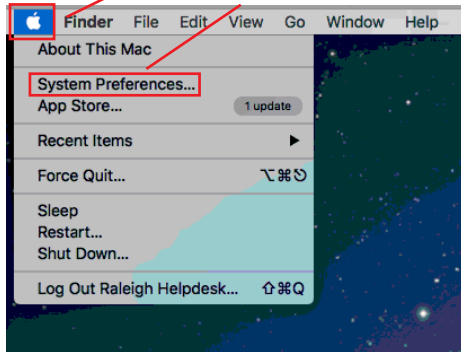 Finder File Edit View Go Window Help
About This Mac
System Preferences...
App Store... 1 update
Recent Items ▶
Force Quit... ⌥⌘⎋
Sleep
Restart...
Shut Down...
Log Out Raleigh Helpdesk... ⇧⌘Q